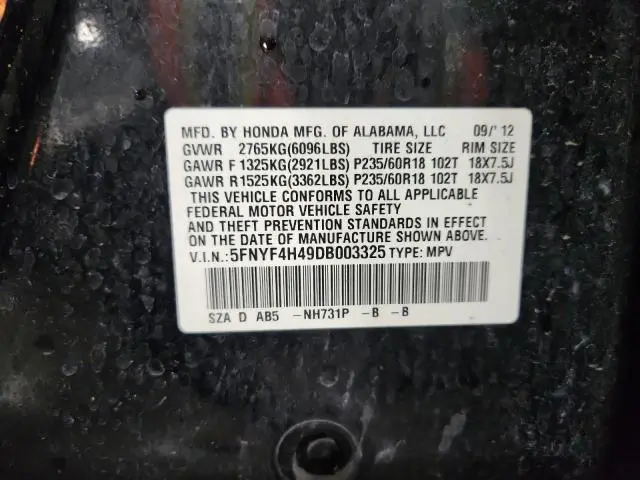 MFD. BY HONDA MFG. OF ALABAMA, LLC 09/'12
GVWR 2765KG(6096LBS) TIRE SIZE RIM SIZE
GAWR F 1325KG(2921LBS) P235/60R18 102T 18X7.5J
GAWR R1525KG(3362LBS) P235/60R18 102T 18X7.5J
THIS VEHICLE CONFORMS TO ALL APPLICABLE
FEDERAL MOTOR VEHICLE SAFETY
AND THEFT PREVENTION STANDARDS IN EFFECT
ON THE DATE OF MANUFACTURE SHOWN ABOVE.
V.I.N.:5FNYF4H49DB003325 TYPE: MPV
SZA D AB5 -NH731P -B -B